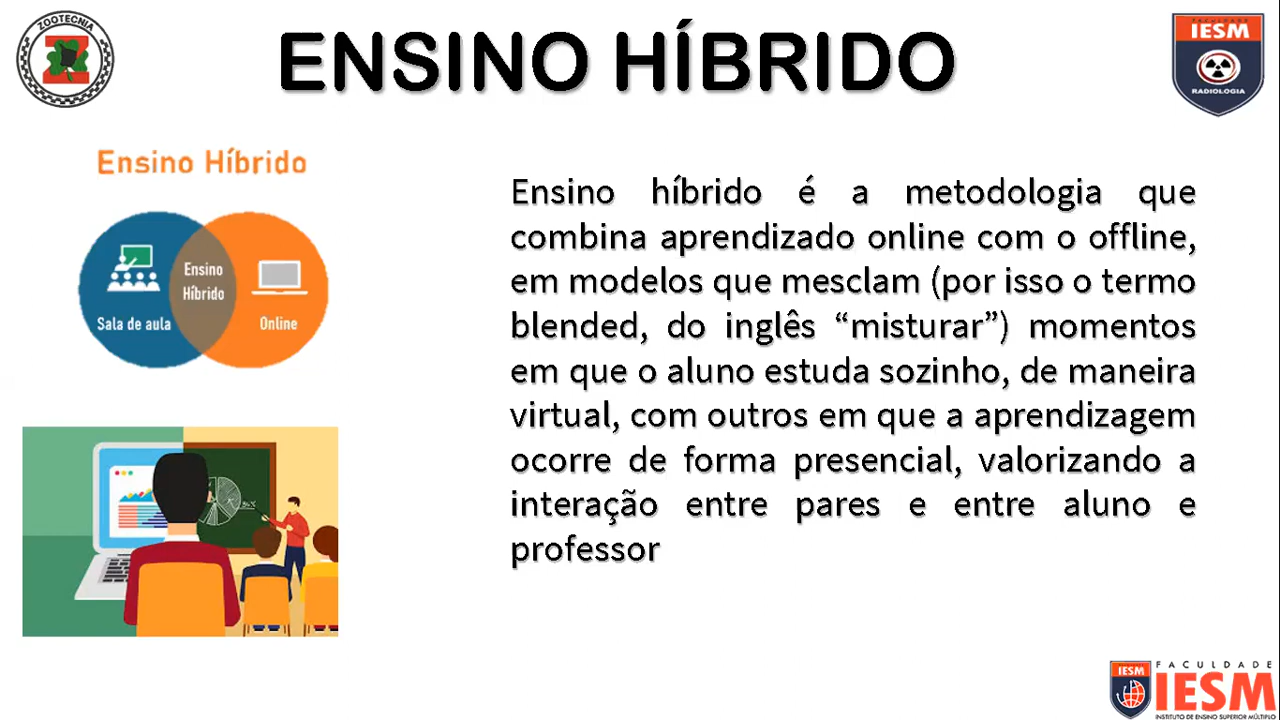 ZOOTECNIA
ENSINO HÍBRIDO
FACULDADE
IESM
RADIOLOGIA
Ensino Híbrido
Ensino
Híbrido
Sala de aula
Online
Ensino híbrido é a metodologia que
combina aprendizado online com o offline,
em modelos que mesclam (por isso o termo
blended, do inglês “misturar”) momentos
em que o aluno estuda sozinho, de maneira
virtual, com outros em que a aprendizagem
ocorre de forma presencial, valorizando a
interação entre pares e entre aluno e
professor
IESM
FACULDADE
IESM
INSTITUTO DE ENSINO SUPERIOR MÚLTIPLO